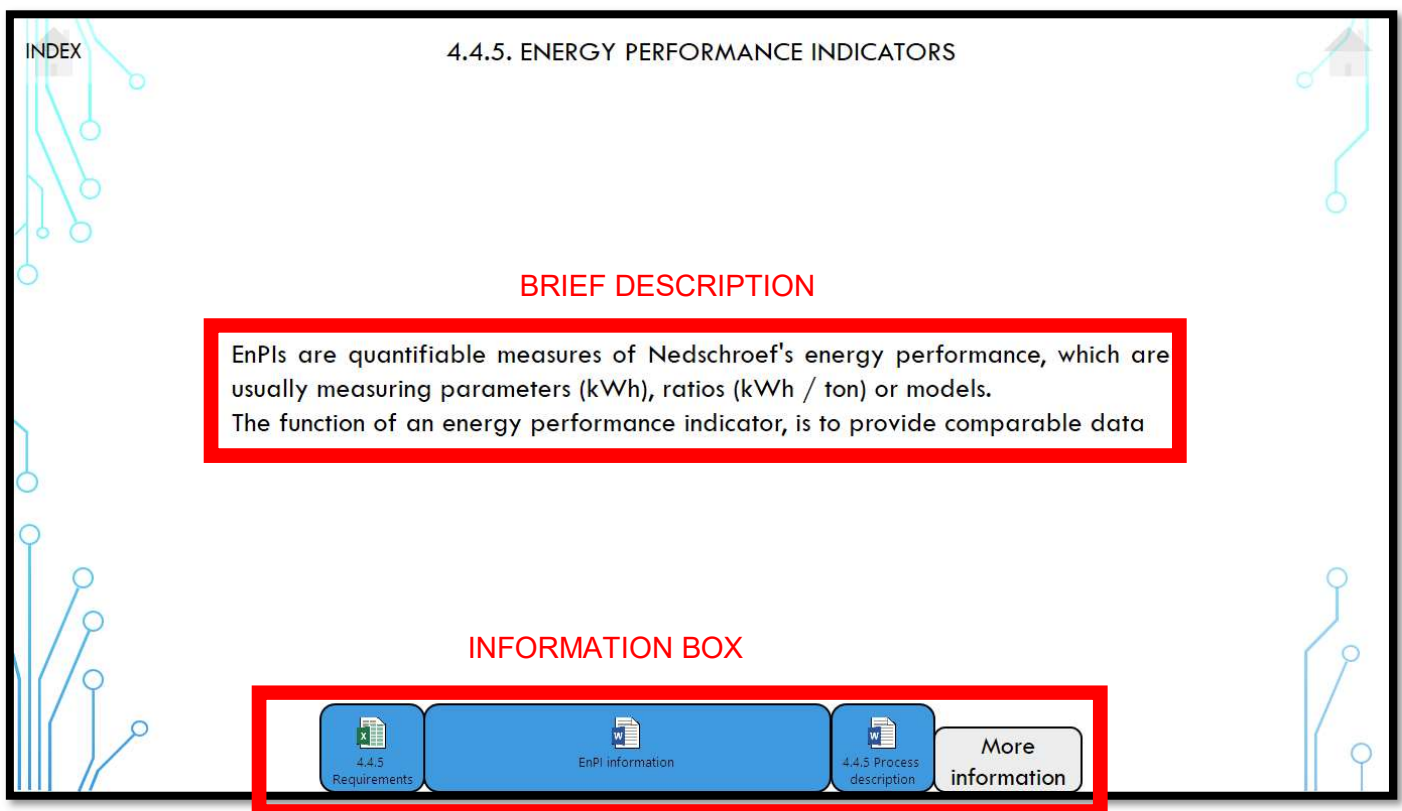 INDEX
4.4.5. ENERGY PERFORMANCE INDICATORS
BRIEF DESCRIPTION
EnPIs are quantifiable measures of Nedschroef's energy performance, which are
usually measuring parameters (kWh), ratios (kWh / ton) or models.
The function of an energy performance indicator, is to provide comparable data
INFORMATION BOX
4.4.5
Requirements
EnPI information
4.4.5 Process
description
More
information